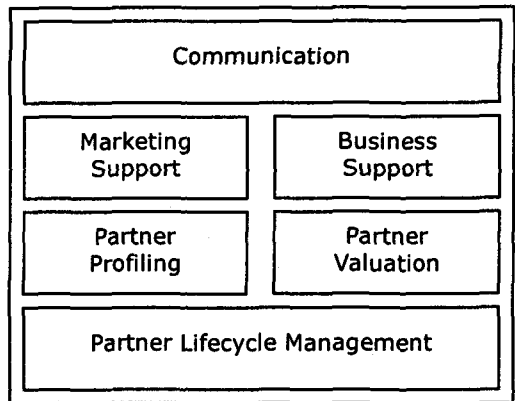 Communication
Marketing
Support
Business
Support
Partner
Profiling
Partner
Valuation
Partner Lifecycle Management